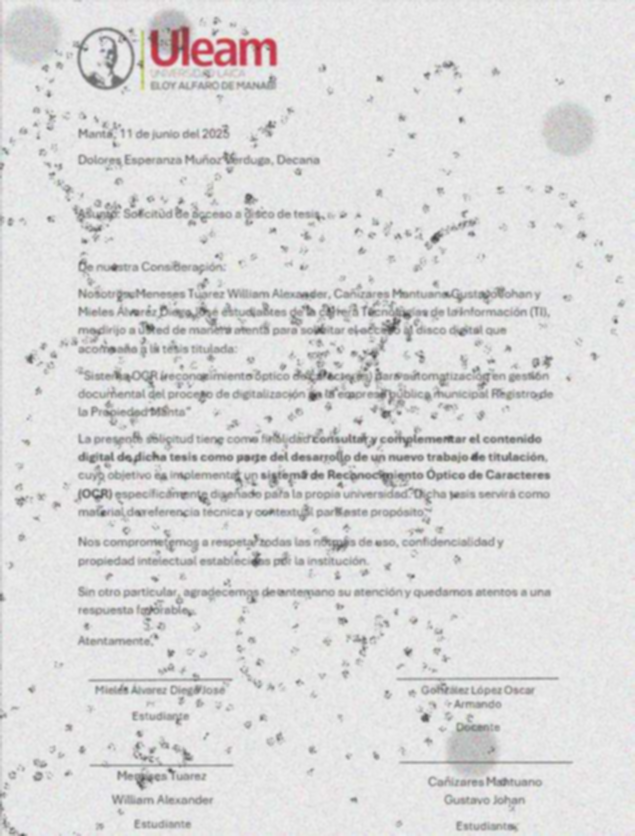 Uleam
UNIVERSIDAD LAICA
ELOY ALFARO DE MANABÍ
Manta, 11 de junio del 2025
Dolores Esperanza Muñoz Verduga, Decana
Asunto: Solicitud de acceso a disco de tesis.
De nuestra Consideración:
Nosotros, Meneses Tuarez William Alexander, Cañizares Mantuano Gustavo Johan y
Mieles Álvarez Diego José estudiantes de la carrera Tecnologías de la Información (TI),
me dirijo a usted de manera atenta para solicitar el acceso al disco digital que
acompaña a la tesis titulada:
"Sistema OCR (reconocimiento óptico de caracteres) para automatización en gestión
documental del proceso de digitalización en la empresa pública municipal Registro de
la Propiedad Manta"
La presente solicitud tiene como finalidad consultar y complementar el contenido
digital de dicha tesis como parte del desarrollo de un nuevo trabajo de titulación,
cuyo objetivo es implementar un sistema de Reconocimiento Óptico de Caracteres
(OCR) específicamente diseñado para la propia universidad. Dicha tesis servirá como
material de referencia técnica y contextual para este propósito.
Nos comprometemos a respetar todas las normas de uso, confidencialidad y
propiedad intelectual establecidas por la institución.
Sin otro particular, agradecemos de antemano su atención y quedamos atentos a una
respuesta favorable.
Atentamente,
Mieles Álvarez Diego José
Estudiante
González López Oscar
Armando
Docente
Meneses Tuarez
William Alexander
Estudiante
Cañizares Mantuano
Gustavo Johan
Estudiante